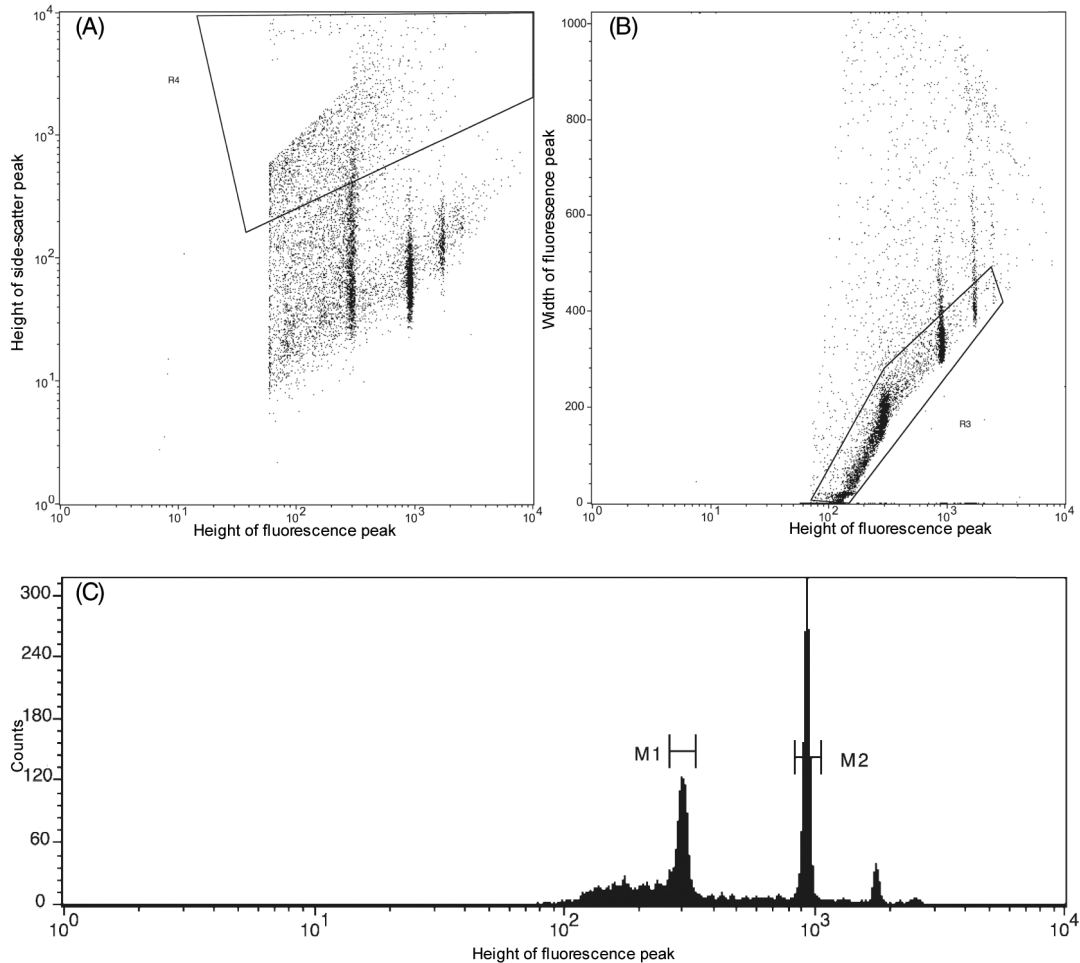 (A)
10^4
10^3
10^2
10^1
10^0
R4
Height of side-scatter peak
10^0 10^1 10^2 10^3 10^4
Height of fluorescence peak
(B)
1000
800
600
400
200
0
R3
Width of fluorescence peak
10^0 10^1 10^2 10^3 10^4
Height of fluorescence peak
(C)
300
240
180
120
60
0
Counts
M1
M2
10^0 10^1 10^2 10^3 10^4
Height of fluorescence peak